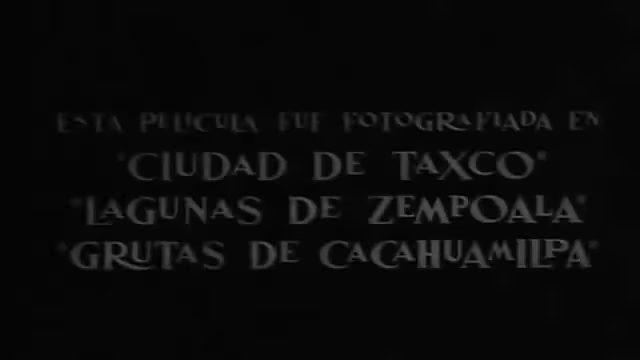 ESTA PELICULA FUE FOTOGRAFIADA EN
"CIUDAD DE TAXCO"
"LAGUNAS DE ZEMPOALA"
"GRUTAS DE CACAHUAMILPA"